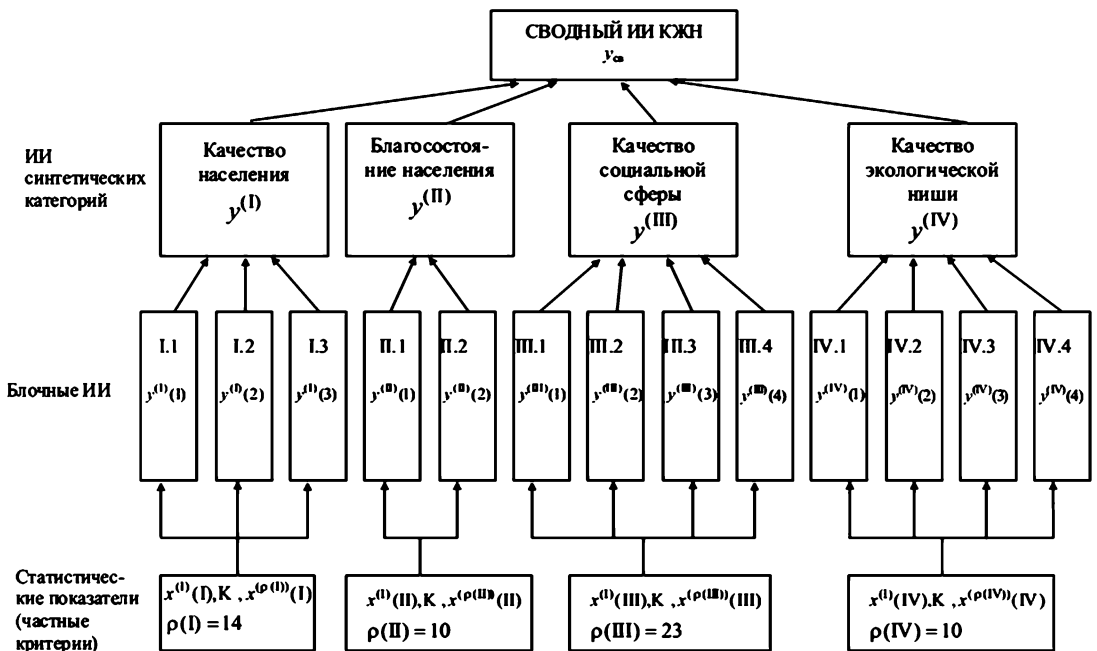 СВОДНЫЙ ИИ КЖН
y_св
ИИ
синтетических
категорий
Качество
населения
y^(I)
Благосостоя-
ние населения
y^(II)
Качество
социальной
сферы
y^(III)
Качество
экологической
ниши
y^(IV)
Блочные ИИ
I.1
I.2
I.3
II.1
II.2
III.1
III.2
III.3
III.4
IV.1
IV.2
IV.3
IV.4
y^(I)(1)
y^(I)(2)
y^(I)(3)
y^(II)(1)
y^(II)(2)
y^(III)(1)
y^(III)(2)
y^(III)(3)
y^(III)(4)
y^(IV)(1)
y^(IV)(2)
y^(IV)(3)
y^(IV)(4)
Статистичес-
кие показатели
(частные
критерии)
x^(1)(I),K , x^(ρ(I))(I)
ρ(I) = 14
x^(1)(II),K , x^(ρ(II))(II)
ρ(II) = 10
x^(1)(III),K , x^(ρ(III))(III)
ρ(III) = 23
x^(1)(IV),K , x^(ρ(IV))(IV)
ρ(IV) = 10